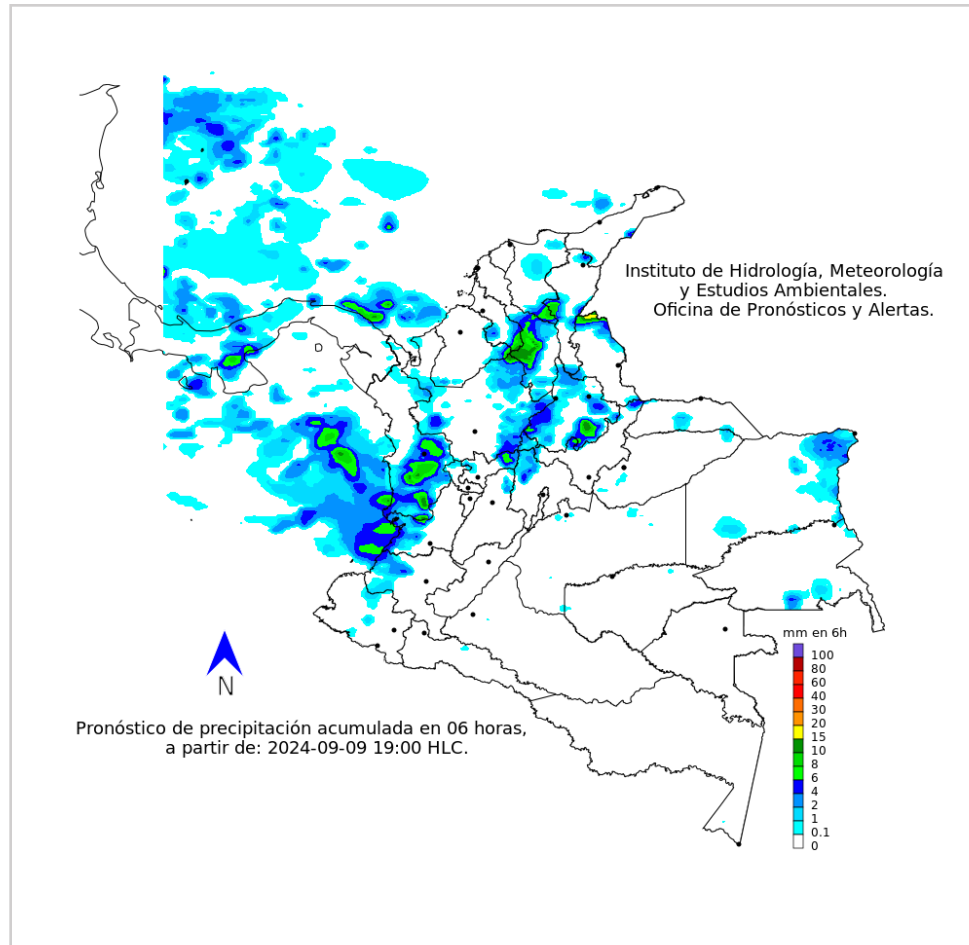 Instituto de Hidrología, Meteorología
y Estudios Ambientales.
Oficina de Pronósticos y Alertas.
mm en 6h
100
80
60
40
30
20
15
10
8
6
4
2
1
0.1
0
N
Pronóstico de precipitación acumulada en 06 horas,
a partir de: 2024-09-09 19:00 HLC.